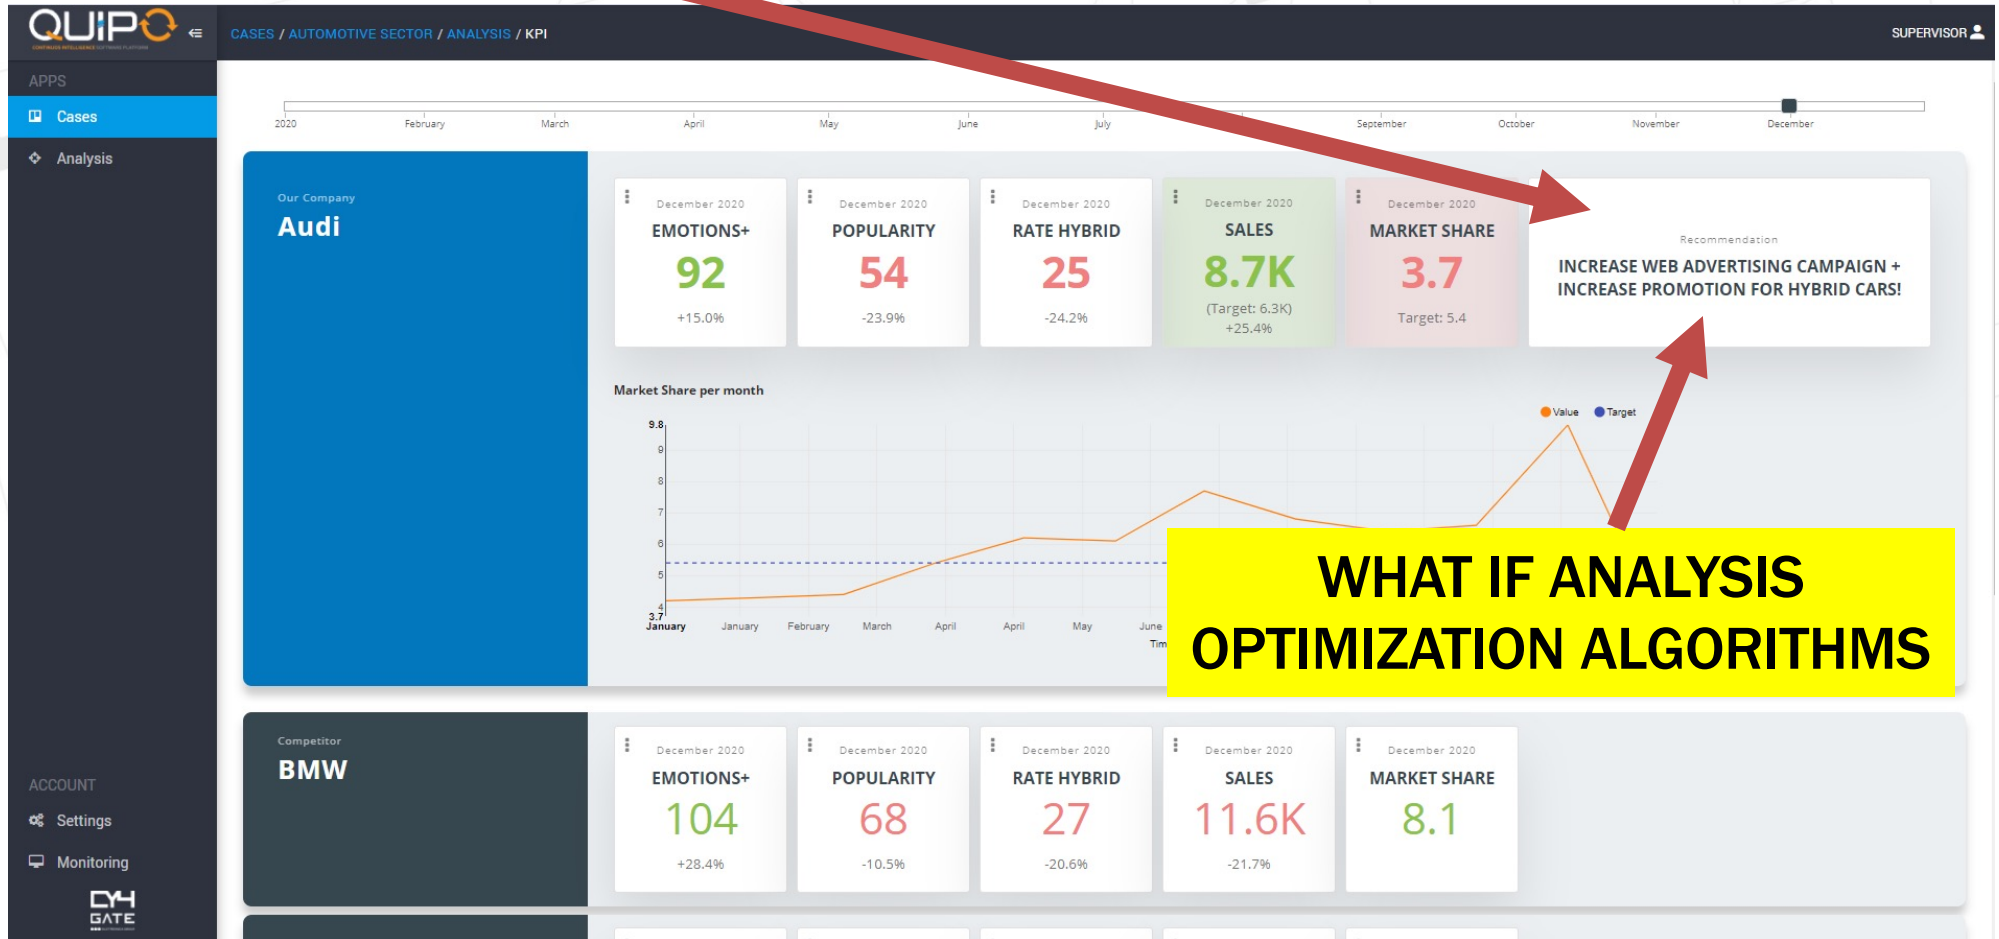 QUIPO
CONTINUOUS INTELLIGENCE SOFTWARE PLATFORM
CASES / AUTOMOTIVE SECTOR / ANALYSIS / KPI
SUPERVISOR
APPS
Cases
Analysis
2020 February March April May June July September October November December
Our Company
Audi
December 2020
EMOTIONS+
92
+15.0%
December 2020
POPULARITY
54
-23.9%
December 2020
RATE HYBRID
25
-24.2%
December 2020
SALES
8.7K
(Target: 6.3K)
+25.4%
December 2020
MARKET SHARE
3.7
Target: 5.4
Recommendation
INCREASE WEB ADVERTISING CAMPAIGN +
INCREASE PROMOTION FOR HYBRID CARS!
Market Share per month
Value Target
9.8
9
8
7
6
5
4
3.7
January January February March April April May June
Tim
WHAT IF ANALYSIS
OPTIMIZATION ALGORITHMS
Competitor
BMW
December 2020
EMOTIONS+
104
+28.4%
December 2020
POPULARITY
68
-10.5%
December 2020
RATE HYBRID
27
-20.6%
December 2020
SALES
11.6K
-21.7%
December 2020
MARKET SHARE
8.1
ACCOUNT
Settings
Monitoring
CY4
GATE